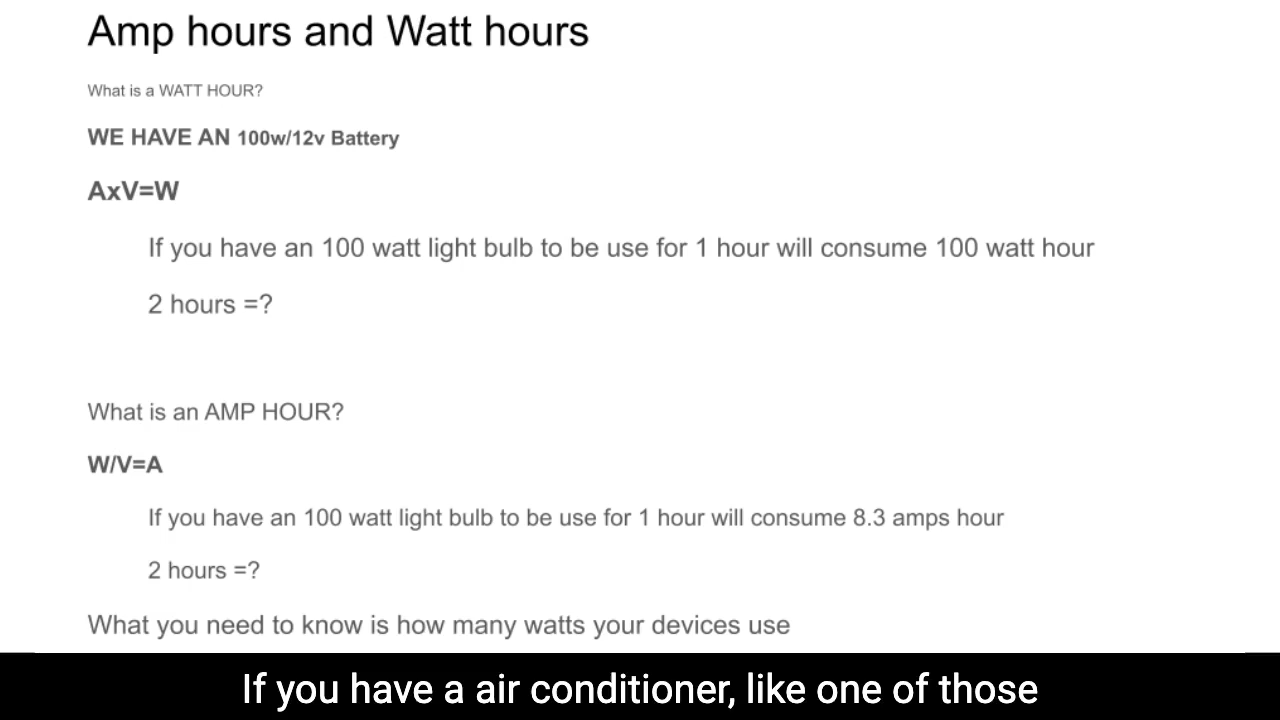 Amp hours and Watt hours
What is a WATT HOUR?
WE HAVE AN 100w/12v Battery
AxV=W
If you have an 100 watt light bulb to be use for 1 hour will consume 100 watt hour
2 hours =?
What is an AMP HOUR?
W/V=A
If you have an 100 watt light bulb to be use for 1 hour will consume 8.3 amps hour
2 hours =?
What you need to know is how many watts your devices use
If you have a air conditioner, like one of those